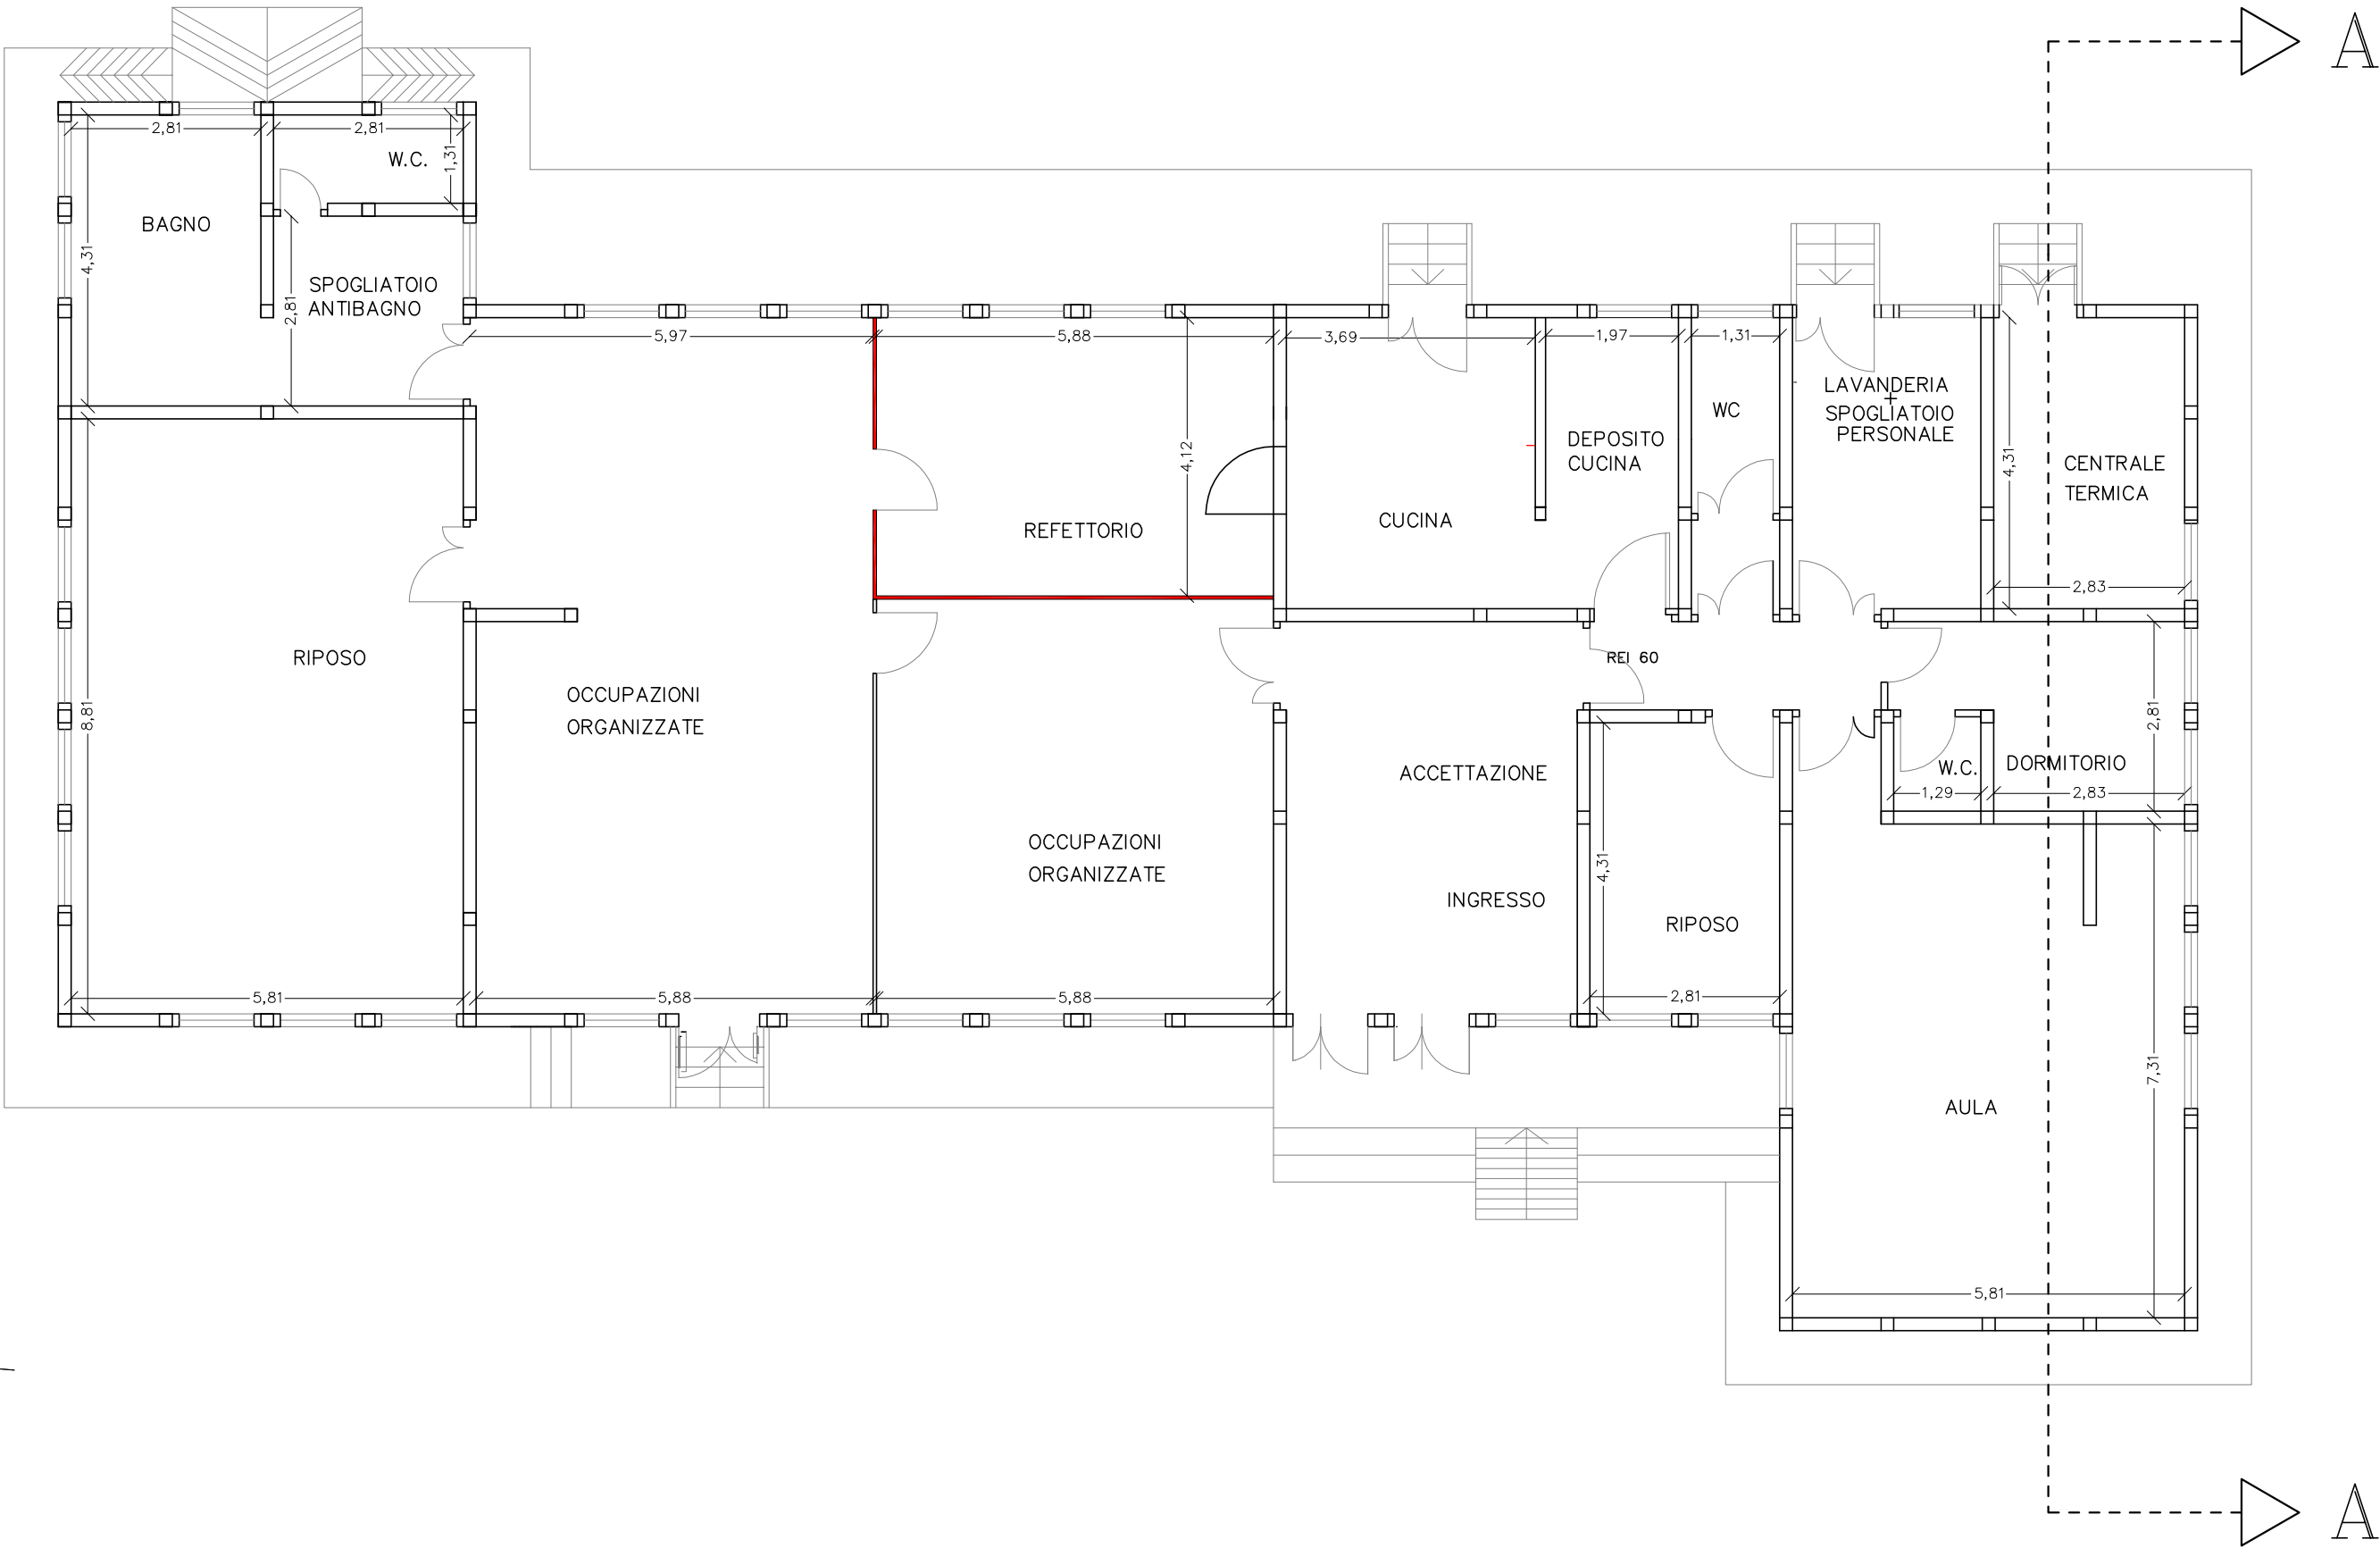 A
2,81
2,81
W.C.
1,31
BAGNO
4,31
SPOGLIATOIO
ANTIBAGNO
2,81
5,97
5,88
3,69
1,97
1,31
LAVANDERIA
+
SPOGLIATOIO
PERSONALE
WC
DEPOSITO
CUCINA
4,12
4,31
CENTRALE
TERMICA
REFETTORIO
CUCINA
2,83
RIPOSO
REI 60
OCCUPAZIONI
ORGANIZZATE
8,81
2,81
ACCETTAZIONE
W.C.
DORMITORIO
1,29
2,83
OCCUPAZIONI
ORGANIZZATE
4,31
INGRESSO
RIPOSO
5,81
5,88
5,88
2,81
7,31
AULA
5,81
A